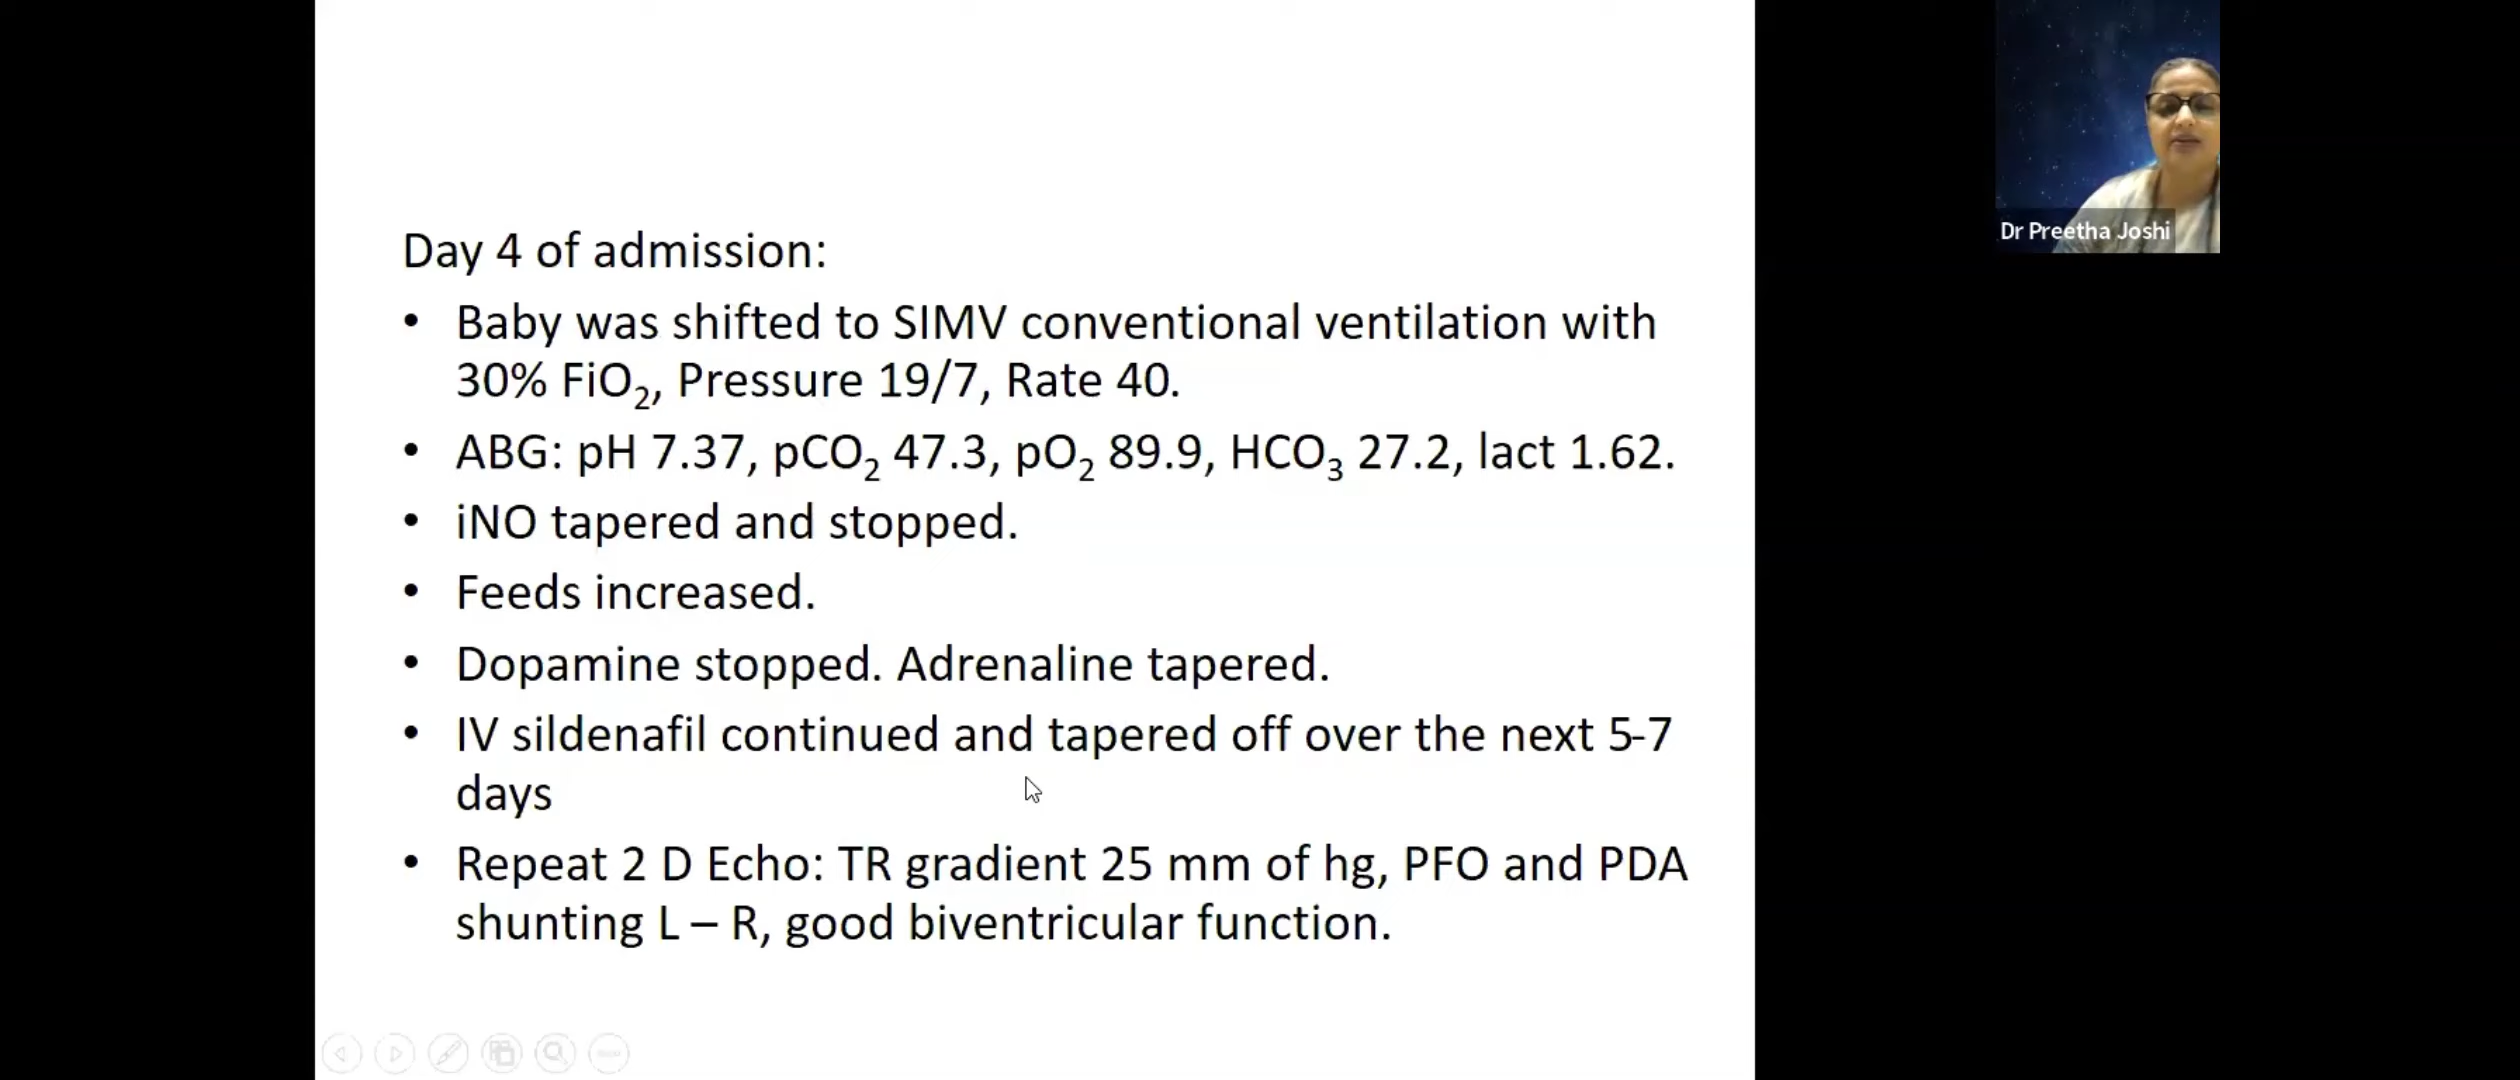 Day 4 of admission:
• Baby was shifted to SIMV conventional ventilation with
30% FiO₂, Pressure 19/7, Rate 40.
• ABG: pH 7.37, pCO₂ 47.3, pO₂ 89.9, HCO₃ 27.2, lact 1.62.
• iNO tapered and stopped.
• Feeds increased.
• Dopamine stopped. Adrenaline tapered.
• IV sildenafil continued and tapered off over the next 5-7
days
• Repeat 2 D Echo: TR gradient 25 mm of hg, PFO and PDA
shunting L – R, good biventricular function.
Dr Preetha Joshi